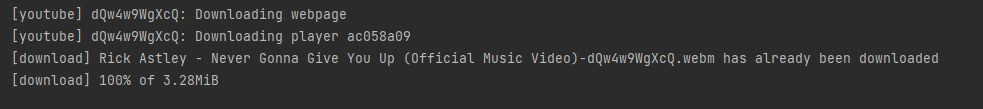 [youtube] dQw4w9WgXcQ: Downloading webpage
[youtube] dQw4w9WgXcQ: Downloading player ac058a09
[download] Rick Astley - Never Gonna Give You Up (Official Music Video)-dQw4w9WgXcQ.webm has already been downloaded
[download] 100% of 3.28MiB